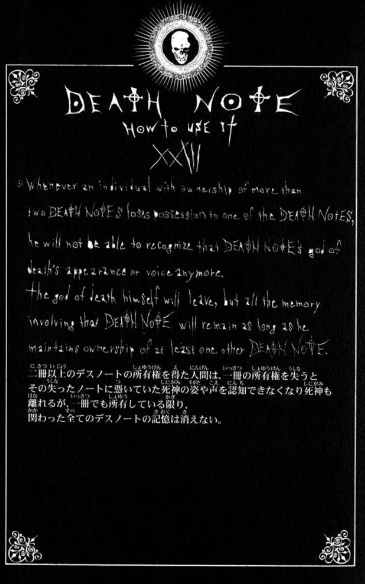 DEATH NOTE
How to use it
XXII
Whenever an individual with ownership of more than
two DEATH NOTES loses possession to one of the DEATH NOTES,
he will not be able to recognize that DEATH NOTE's god of
death's appearance or voice anymore.
The god of death himself will leave, but all the memory
involving that DEATH NOTE will remain as long as he
maintains ownership of at least one other DEATH NOTE.
二冊以上のデスノートの所有権を得た人間は、一冊の所有権を失うと
その失ったノートに憑いていた死神の姿や声を認知できなくなり死神も
離れるが、一冊でも所有している限り、
関わった全てのデスノートの記憶は消えない。